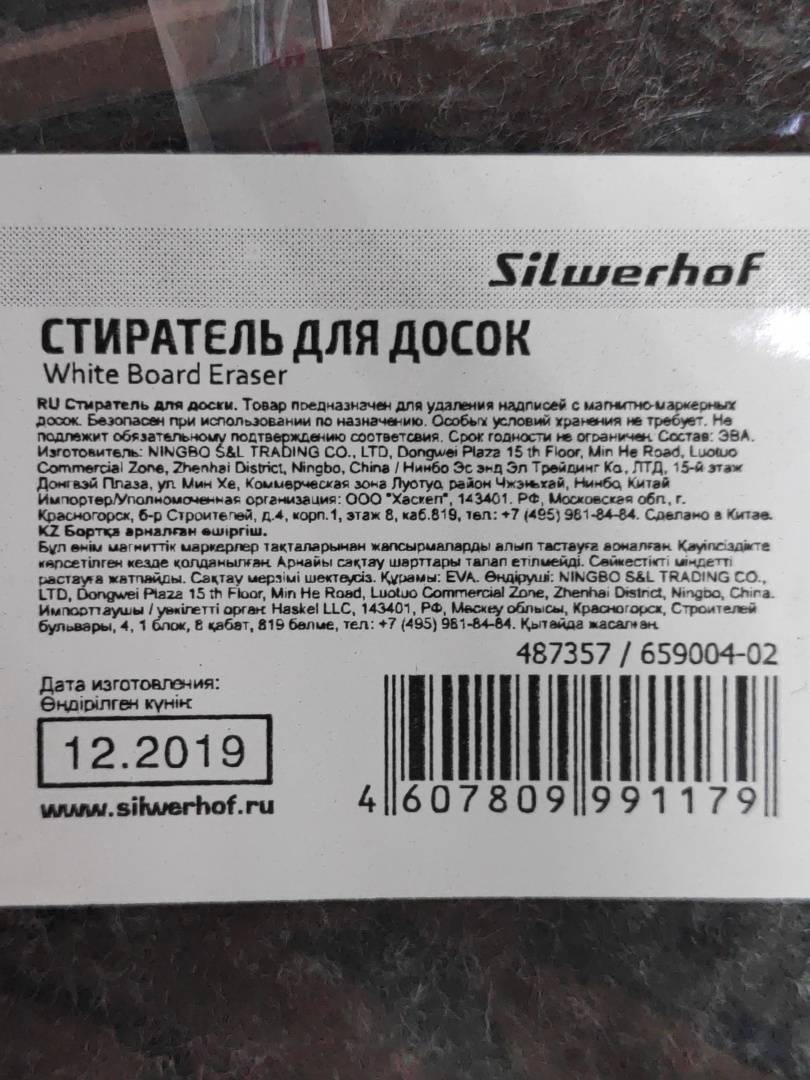 Silwerhof
СТИРАТЕЛЬ ДЛЯ ДОСОК
White Board Eraser
RU Стиратель для доски. Товар предназначен для удаления надписей с магнитно-маркерных
досок. Безопасен при использовании по назначению. Особых условий хранения не требует. Не
подлежит обязательному подтверждению соответсвия. Срок годности не ограничен. Состав: ЭВА.
Изготовитель: NINGBO S&L TRADING CO., LTD, Dongwei Plaza 15 th Floor, Min He Road, Luotuo
Commercial Zone, Zhenhai District, Ningbo, China / Нинбо Эс энд Эл Трейдинг Ко., ЛТД, 15-й этаж
Донгвэй Плаза, ул. Мин Хе, Коммерческая зона Луотуо, район Чжэньхай, Нинбо, Китай
Импортер/Уполномоченная организация: ООО "Хаскел", 143401. РФ, Московская обл., г.
Красногорск, б-р Строителей, д.4, корп.1, этаж 8, каб.819, тел: +7 (495) 981-84-84. Сделано в Китае.
KZ Бортқа арналған өшіргіш.
Бұл өнім магниттік маркерлер тақталарынан жапсырмаларды алып тастауға арналған. Қауіпсіздікте
көрсетілген кезде қолданылған. Арнайы сақтау шарттары талап етілмейді. Сәйкестікті міндетті
растауға жатпайды. Сақтау мерзімі шектеусіз. Құрамы: EVA. Өндіруші: NINGBO S&L TRADING CO.,
LTD, Dongwei Plaza 15 th Floor, Min He Road, Luotuo Commercial Zone, Zhenhai District, Ningbo, China.
Импорттаушы / уәкілетті орган: Haskel LLC, 143401, РФ, Мәскеу облысы, Красногорск, Строителей
бульвары, 4, 1 блок, 8 қабат, 819 бөлме, тел: +7 (495) 981-84-84. Қытайда жасалған.
487357 / 659004-02
Дата изготовления:
Өндірілген күнін:
12.2019
www.silwerhof.ru
4 607809 991179